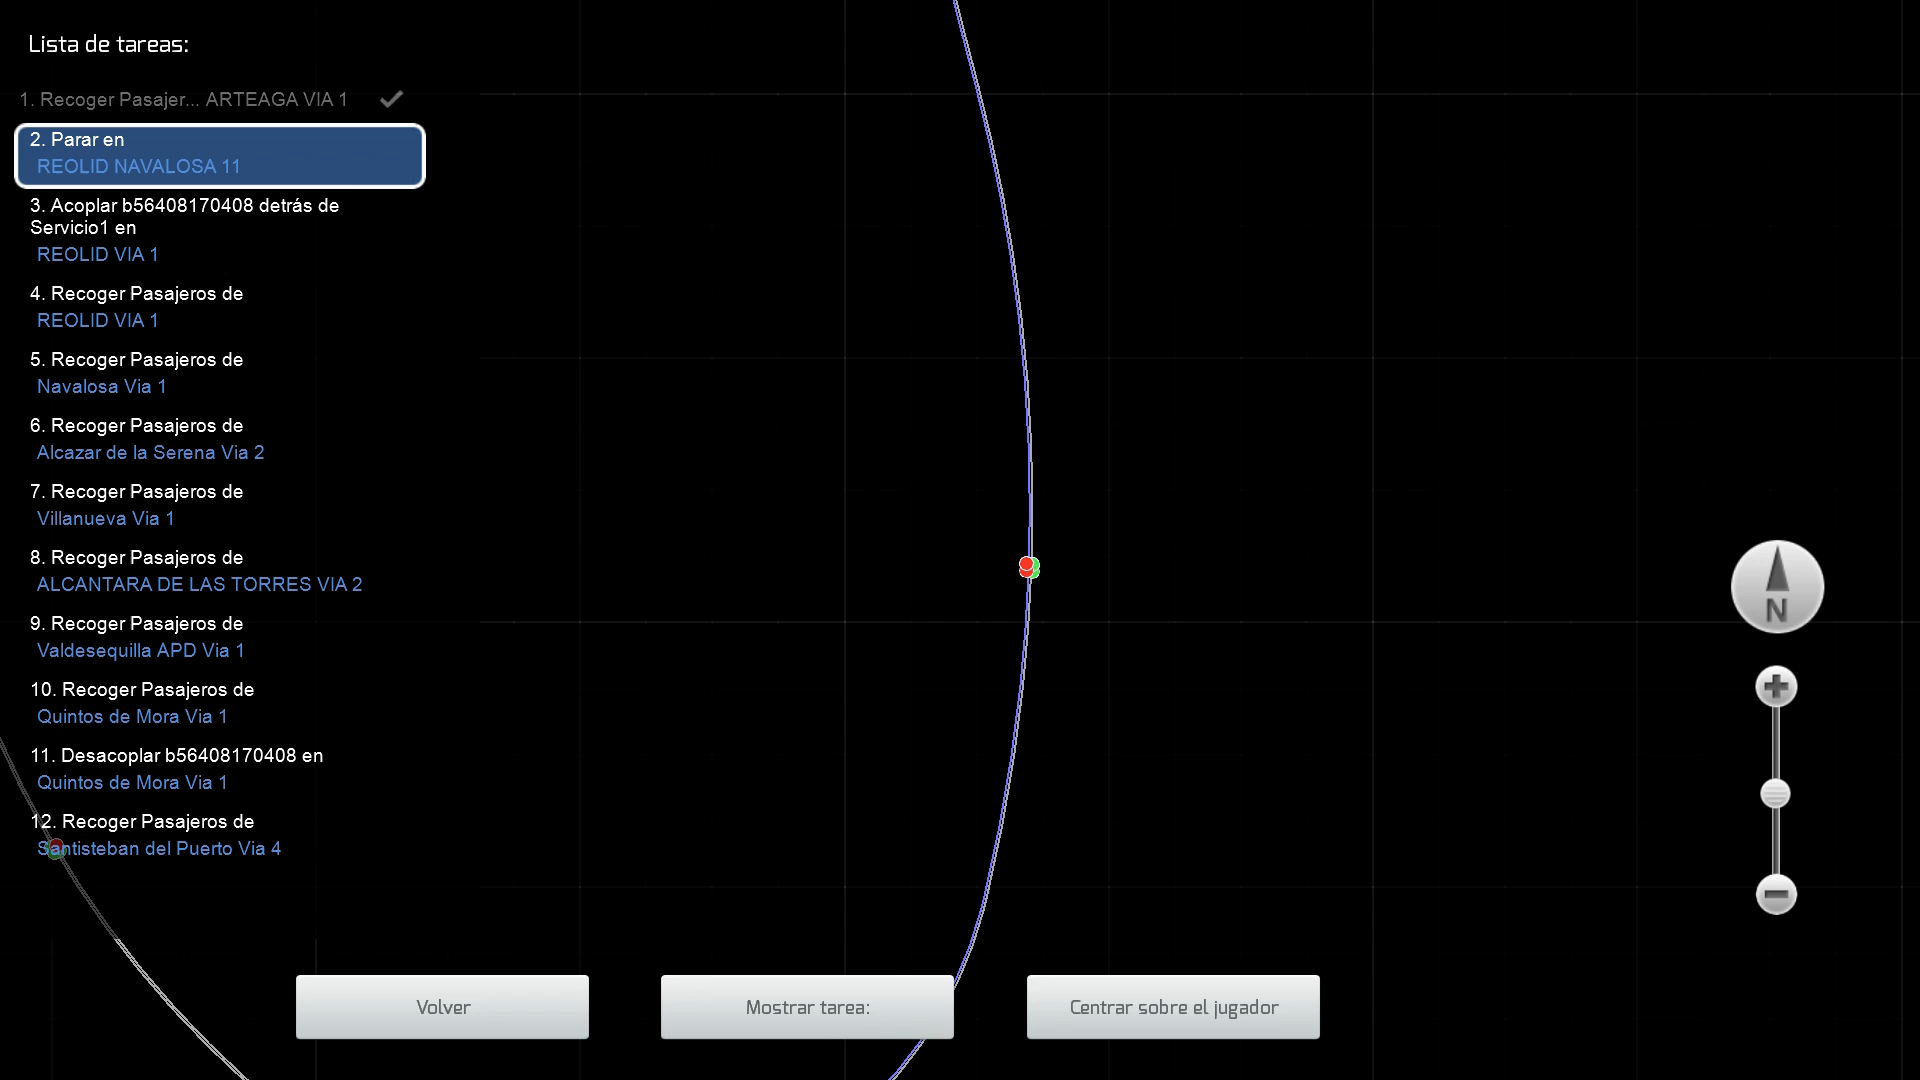 Lista de tareas:
1. Recoger Pasajer... ARTEAGA VIA 1
2. Parar en
REOLID NAVALOSA 11
3. Acoplar b56408170408 detrás de
Servicio1 en
REOLID VIA 1
4. Recoger Pasajeros de
REOLID VIA 1
5. Recoger Pasajeros de
Navalosa Via 1
6. Recoger Pasajeros de
Alcazar de la Serena Via 2
7. Recoger Pasajeros de
Villanueva Via 1
8. Recoger Pasajeros de
ALCANTARA DE LAS TORRES VIA 2
9. Recoger Pasajeros de
Valdesequilla APD Via 1
10. Recoger Pasajeros de
Quintos de Mora Via 1
11. Desacoplar b56408170408 en
Quintos de Mora Via 1
12. Recoger Pasajeros de
Santisteban del Puerto Via 4
N
Volver
Mostrar tarea:
Centrar sobre el jugador